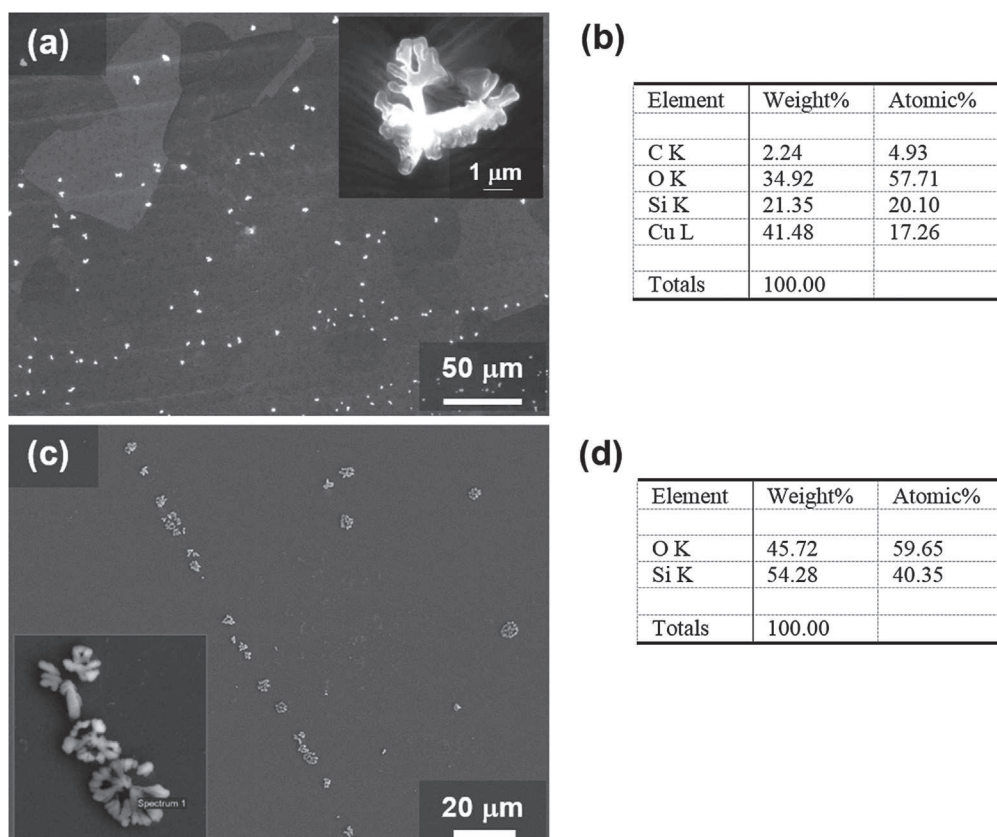 (a)
1 μm
50 μm
(b)
Element Weight% Atomic%
C K 2.24 4.93
O K 34.92 57.71
Si K 21.35 20.10
Cu L 41.48 17.26
Totals 100.00
(c)
Spectrum 1
20 μm
(d)
Element Weight% Atomic%
O K 45.72 59.65
Si K 54.28 40.35
Totals 100.00